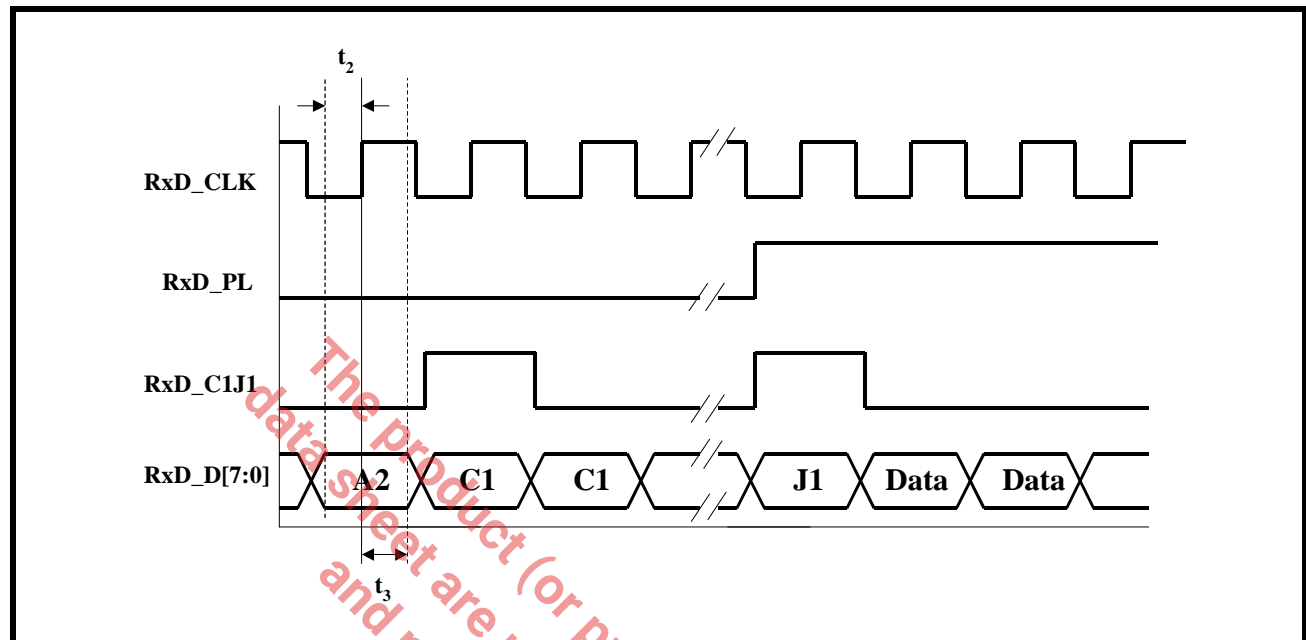 t2
RxD_CLK
RxD_PL
RxD_C1J1
RxD_D[7:0]
A2
C1
C1
J1
Data
Data
t3
The product (or
data sheet are
and